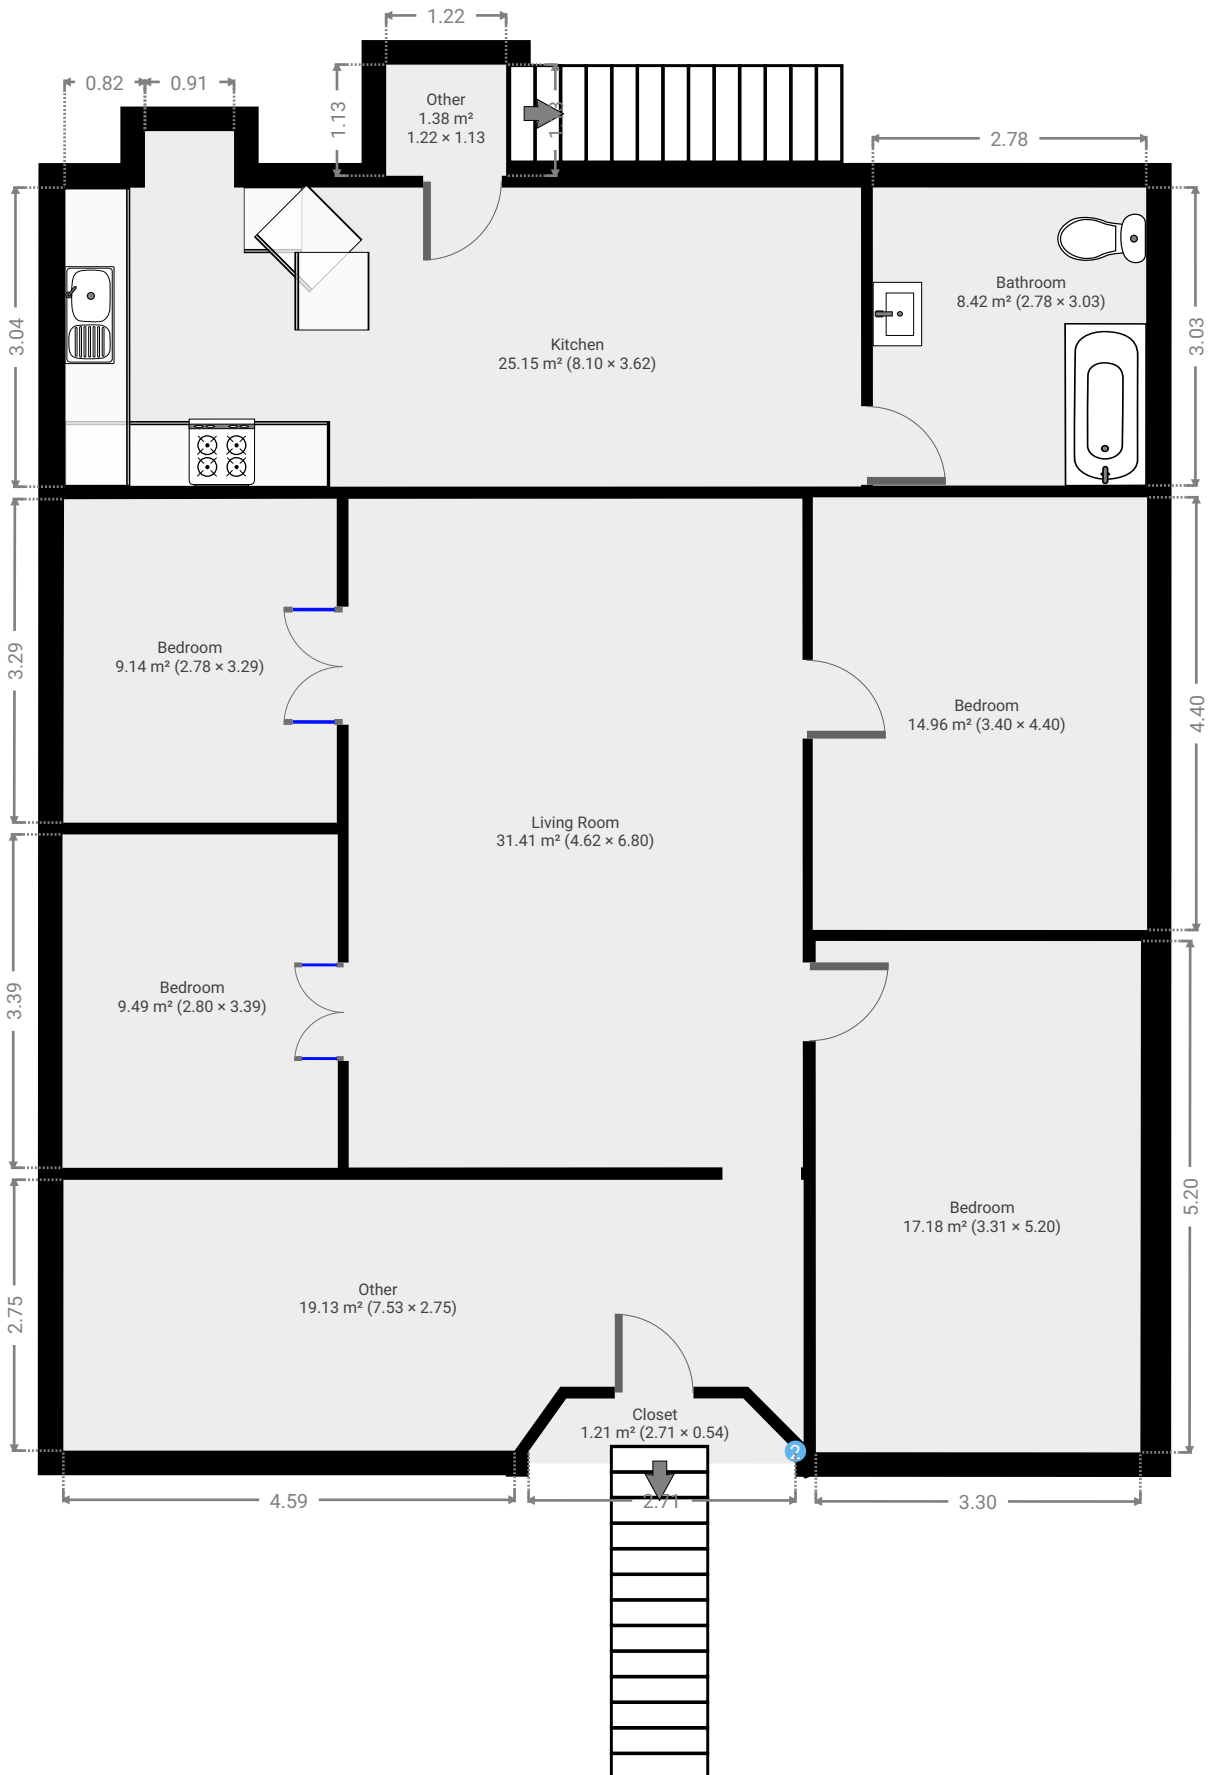 1.22
0.82
0.91
1.13
Other
1.38 m²
1.22 × 1.13
2.78
3.04
Bathroom
8.42 m² (2.78 × 3.03)
3.03
Kitchen
25.15 m² (8.10 × 3.62)
3.29
Bedroom
9.14 m² (2.78 × 3.29)
Bedroom
14.96 m² (3.40 × 4.40)
4.40
Living Room
31.41 m² (4.62 × 6.80)
3.39
Bedroom
9.49 m² (2.80 × 3.39)
Bedroom
17.18 m² (3.31 × 5.20)
5.20
2.75
Other
19.13 m² (7.53 × 2.75)
Closet
1.21 m² (2.71 × 0.54)
2
4.59
2.71
3.30